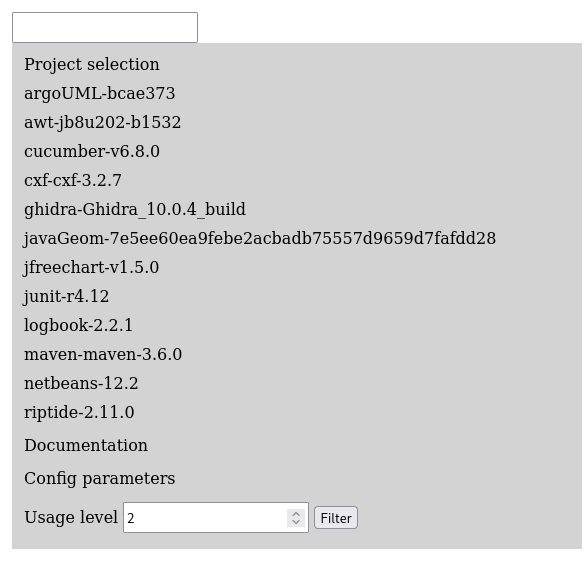 Project selection
argoUML-bcae373
awt-jb8u202-b1532
cucumber-v6.8.0
cxf-cxf-3.2.7
ghidra-Ghidra_10.0.4_build
javaGeom-7e5ee60ea9febe2acbadb75557d9659d7fafdd28
jfreechart-v1.5.0
junit-r4.12
logbook-2.2.1
maven-maven-3.6.0
netbeans-12.2
riptide-2.11.0
Documentation
Config parameters
Usage level 2 Filter